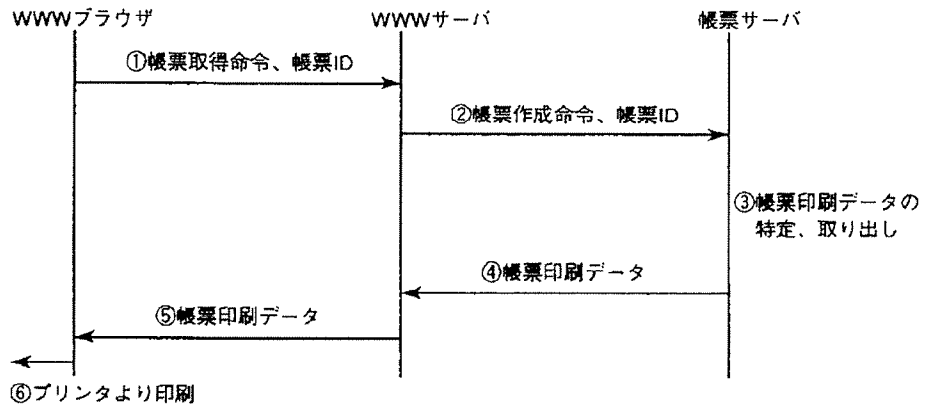 WWWブラウザ
WWWサーバ
帳票サーバ
①帳票取得命令、帳票ID
②帳票作成命令、帳票ID
③帳票印刷データの
特定、取り出し
④帳票印刷データ
⑤帳票印刷データ
⑥プリンタより印刷